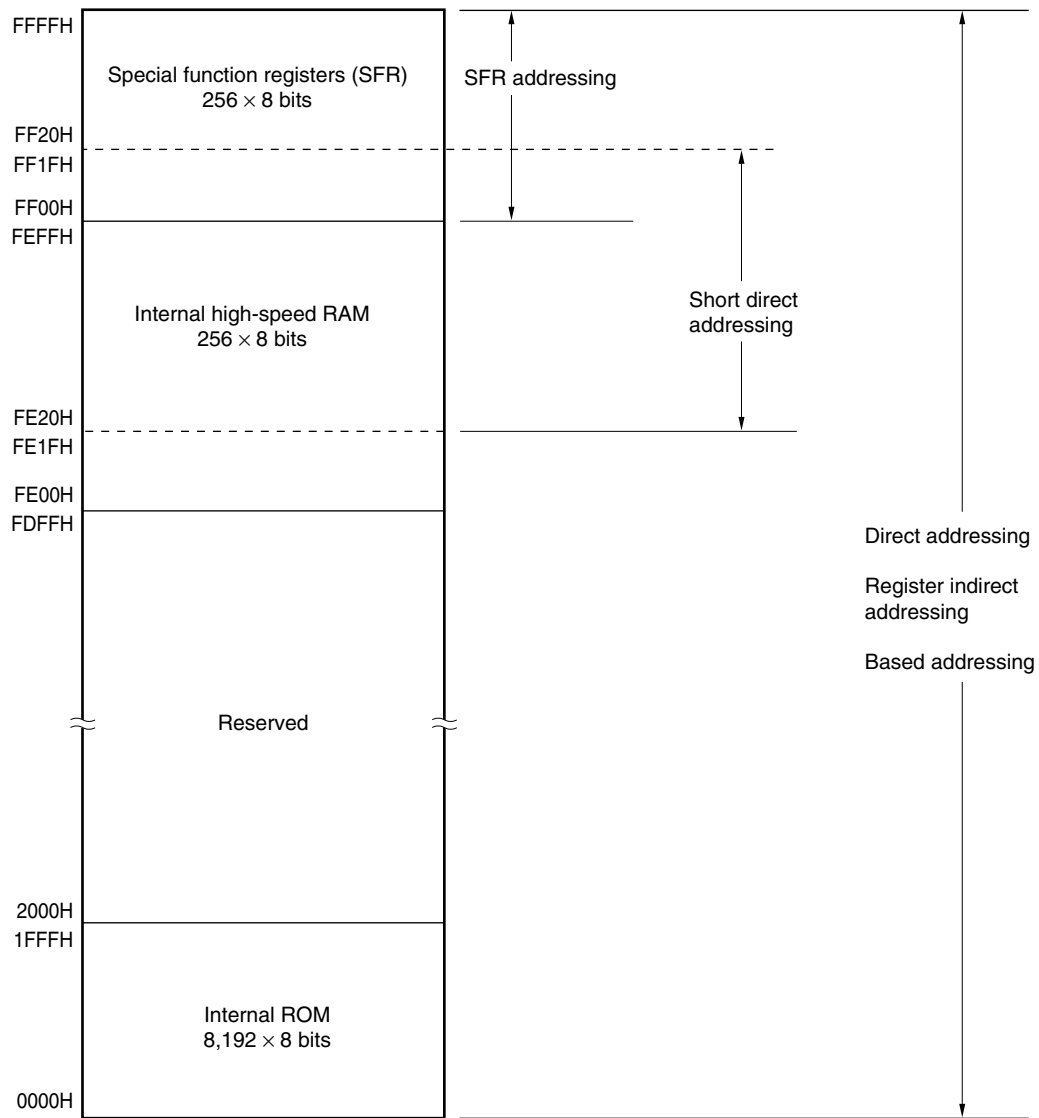 FFFFH
Special function registers (SFR)
256 × 8 bits
SFR addressing
FF20H
FF1FH
FF00H
FEFFH
Internal high-speed RAM
256 × 8 bits
Short direct
addressing
FE20H
FE1FH
FE00H
FDFFH
Direct addressing
Register indirect
addressing
Based addressing
Reserved
2000H
1FFFH
Internal ROM
8,192 × 8 bits
0000H